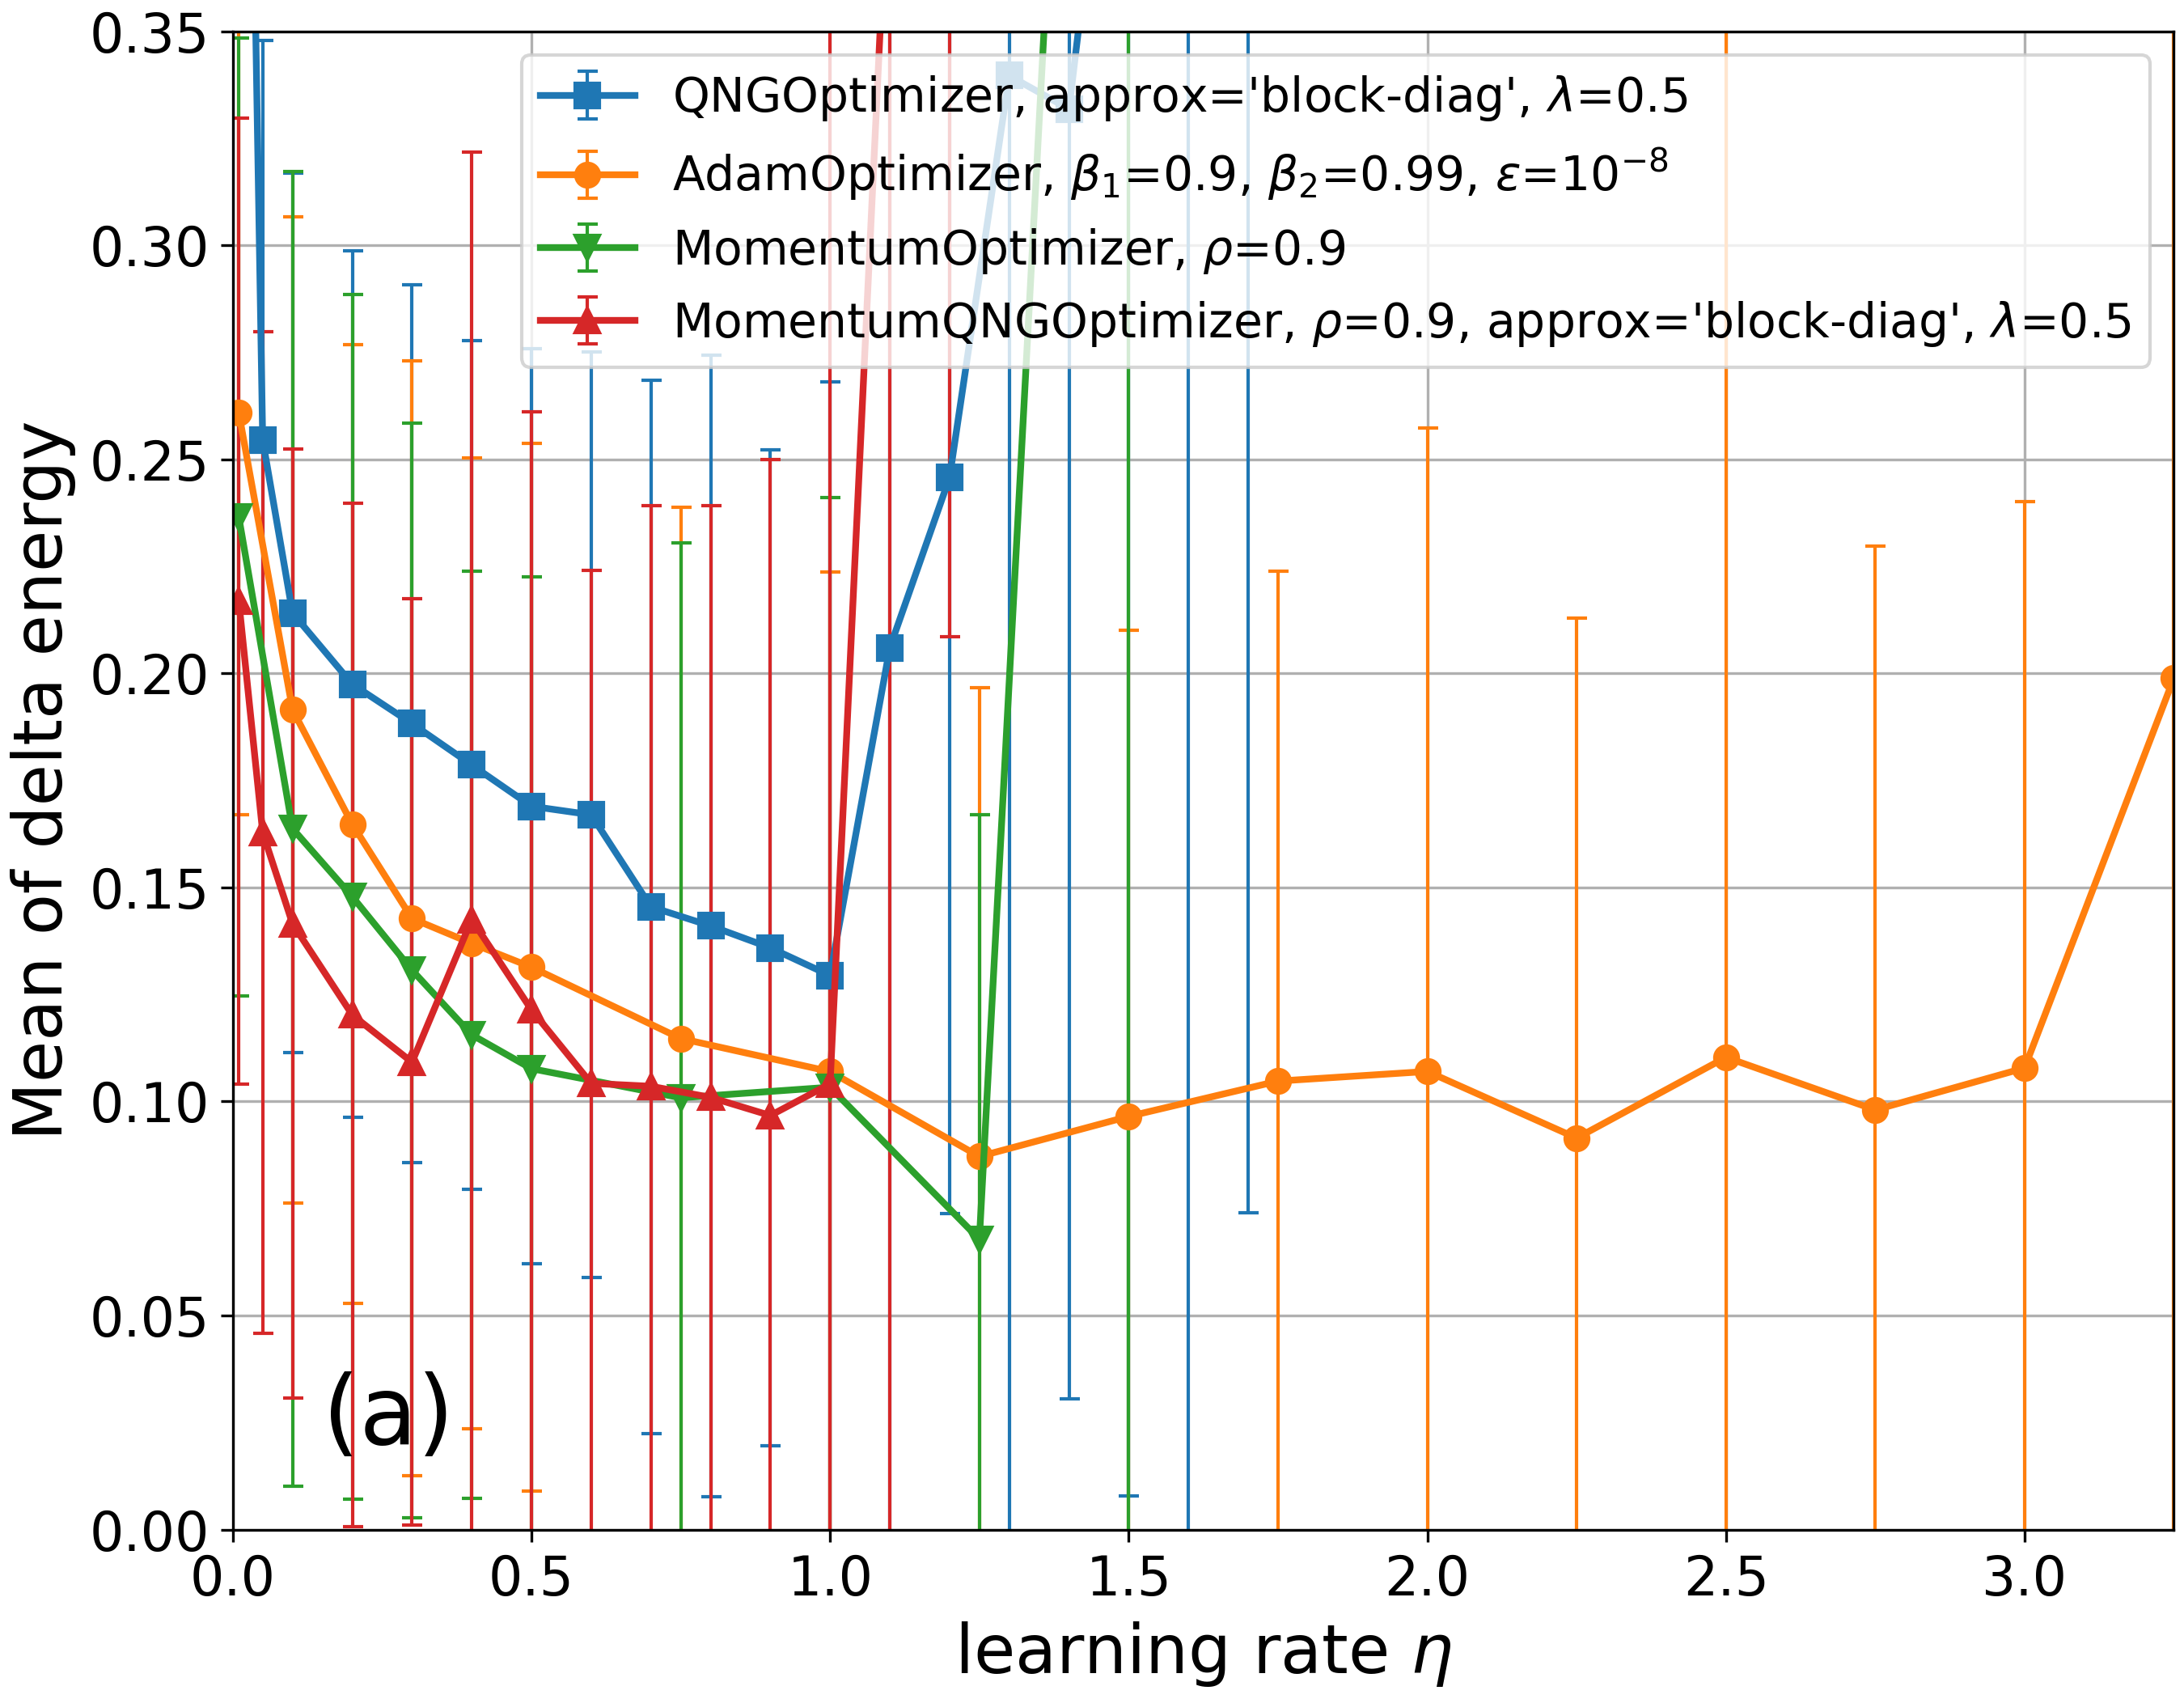 0.35
0.30
0.25
0.20
0.15
0.10
0.05
0.00
Mean of delta energy
QNGOptimizer, approx='block-diag', λ=0.5
AdamOptimizer, β₁=0.9, β₂=0.99, ε=10⁻⁸
MomentumOptimizer, ρ=0.9
MomentumQNGOptimizer, ρ=0.9, approx='block-diag', λ=0.5
(a)
0.0 0.5 1.0 1.5 2.0 2.5 3.0
learning rate η